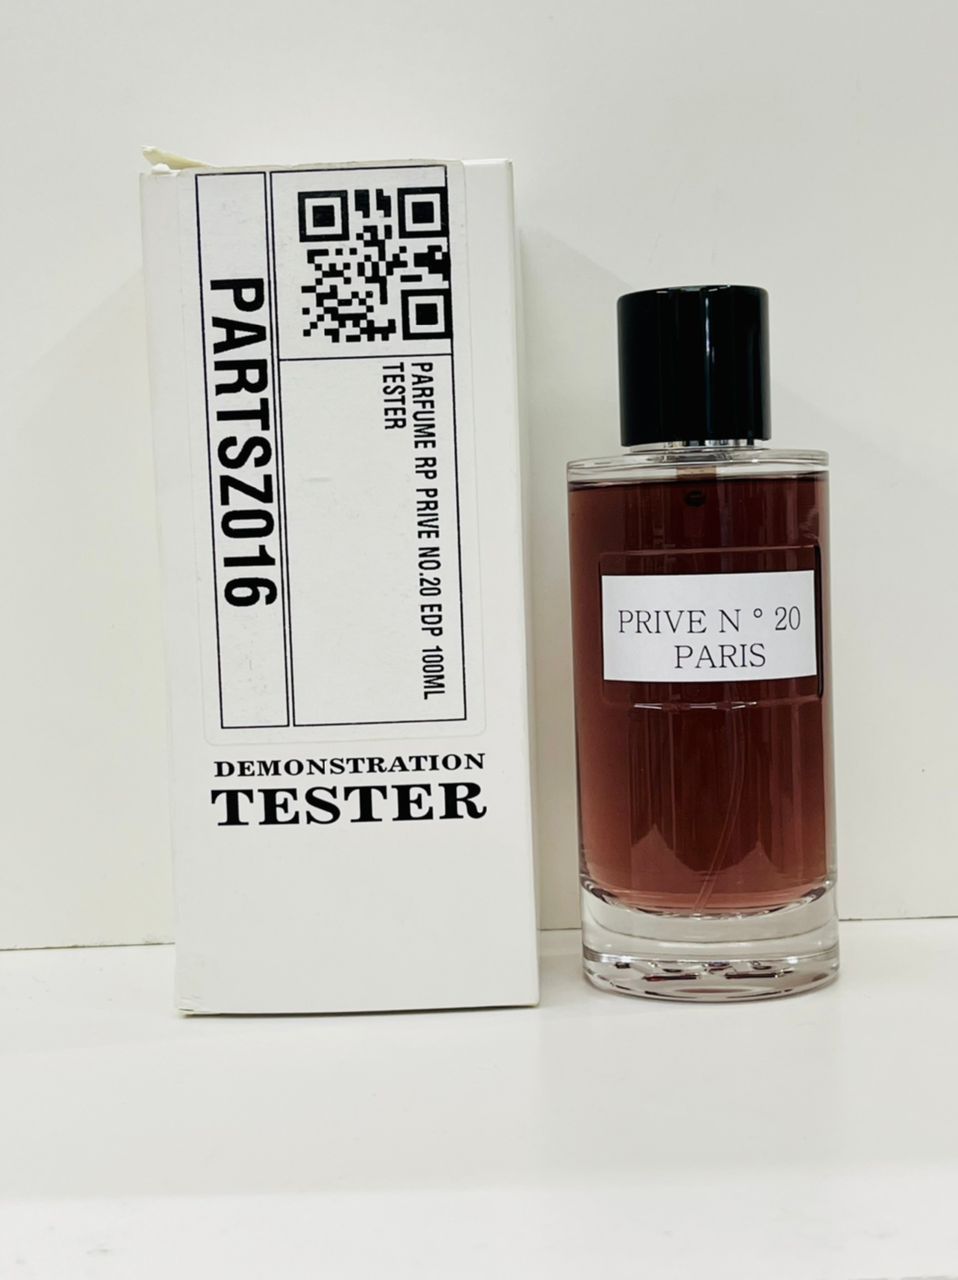 PARTSZ016
PARFUME RP PRIVE NO.20 EDP 100ML
TESTER
DEMONSTRATION
TESTER
PRIVE N ° 20
PARIS